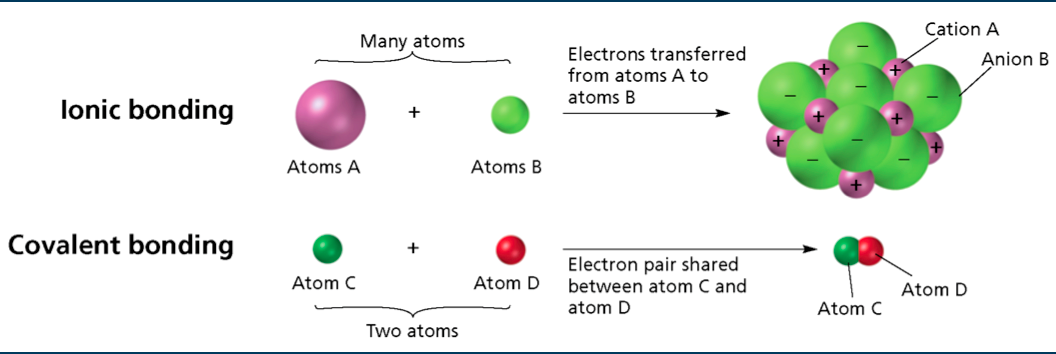 Many atoms
Ionic bonding
+
Atoms A
Atoms B
Electrons transferred
from atoms A to
atoms B
Cation A
Anion B
−
+
+
−
−
−
+
+
−
+
+
−
−
+
Covalent bonding
+
Atom C
Atom D
Two atoms
Electron pair shared
between atom C and
atom D
Atom C
Atom D